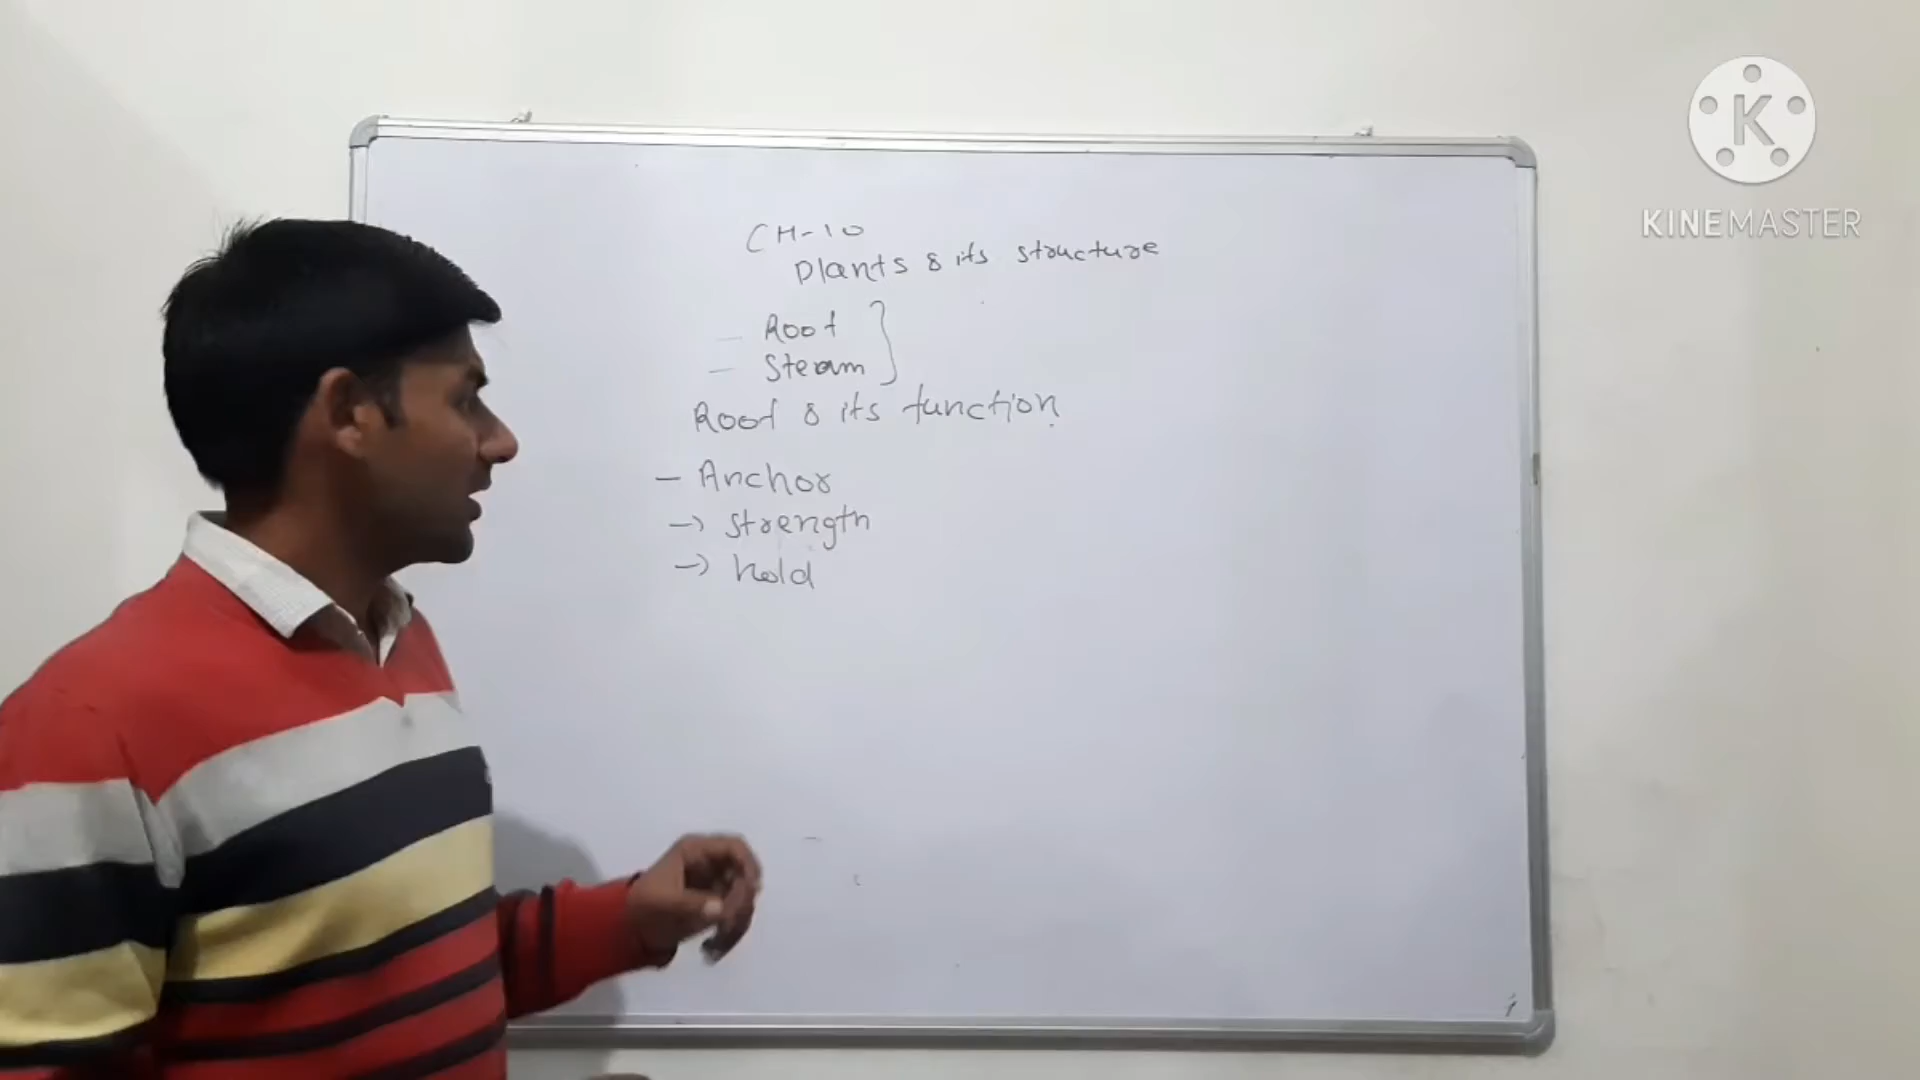 CH-10
Plants & its structure
- Root
- Steam
Root & its function.
- Anchor
→ strength
→ hold
K
KINEMASTER